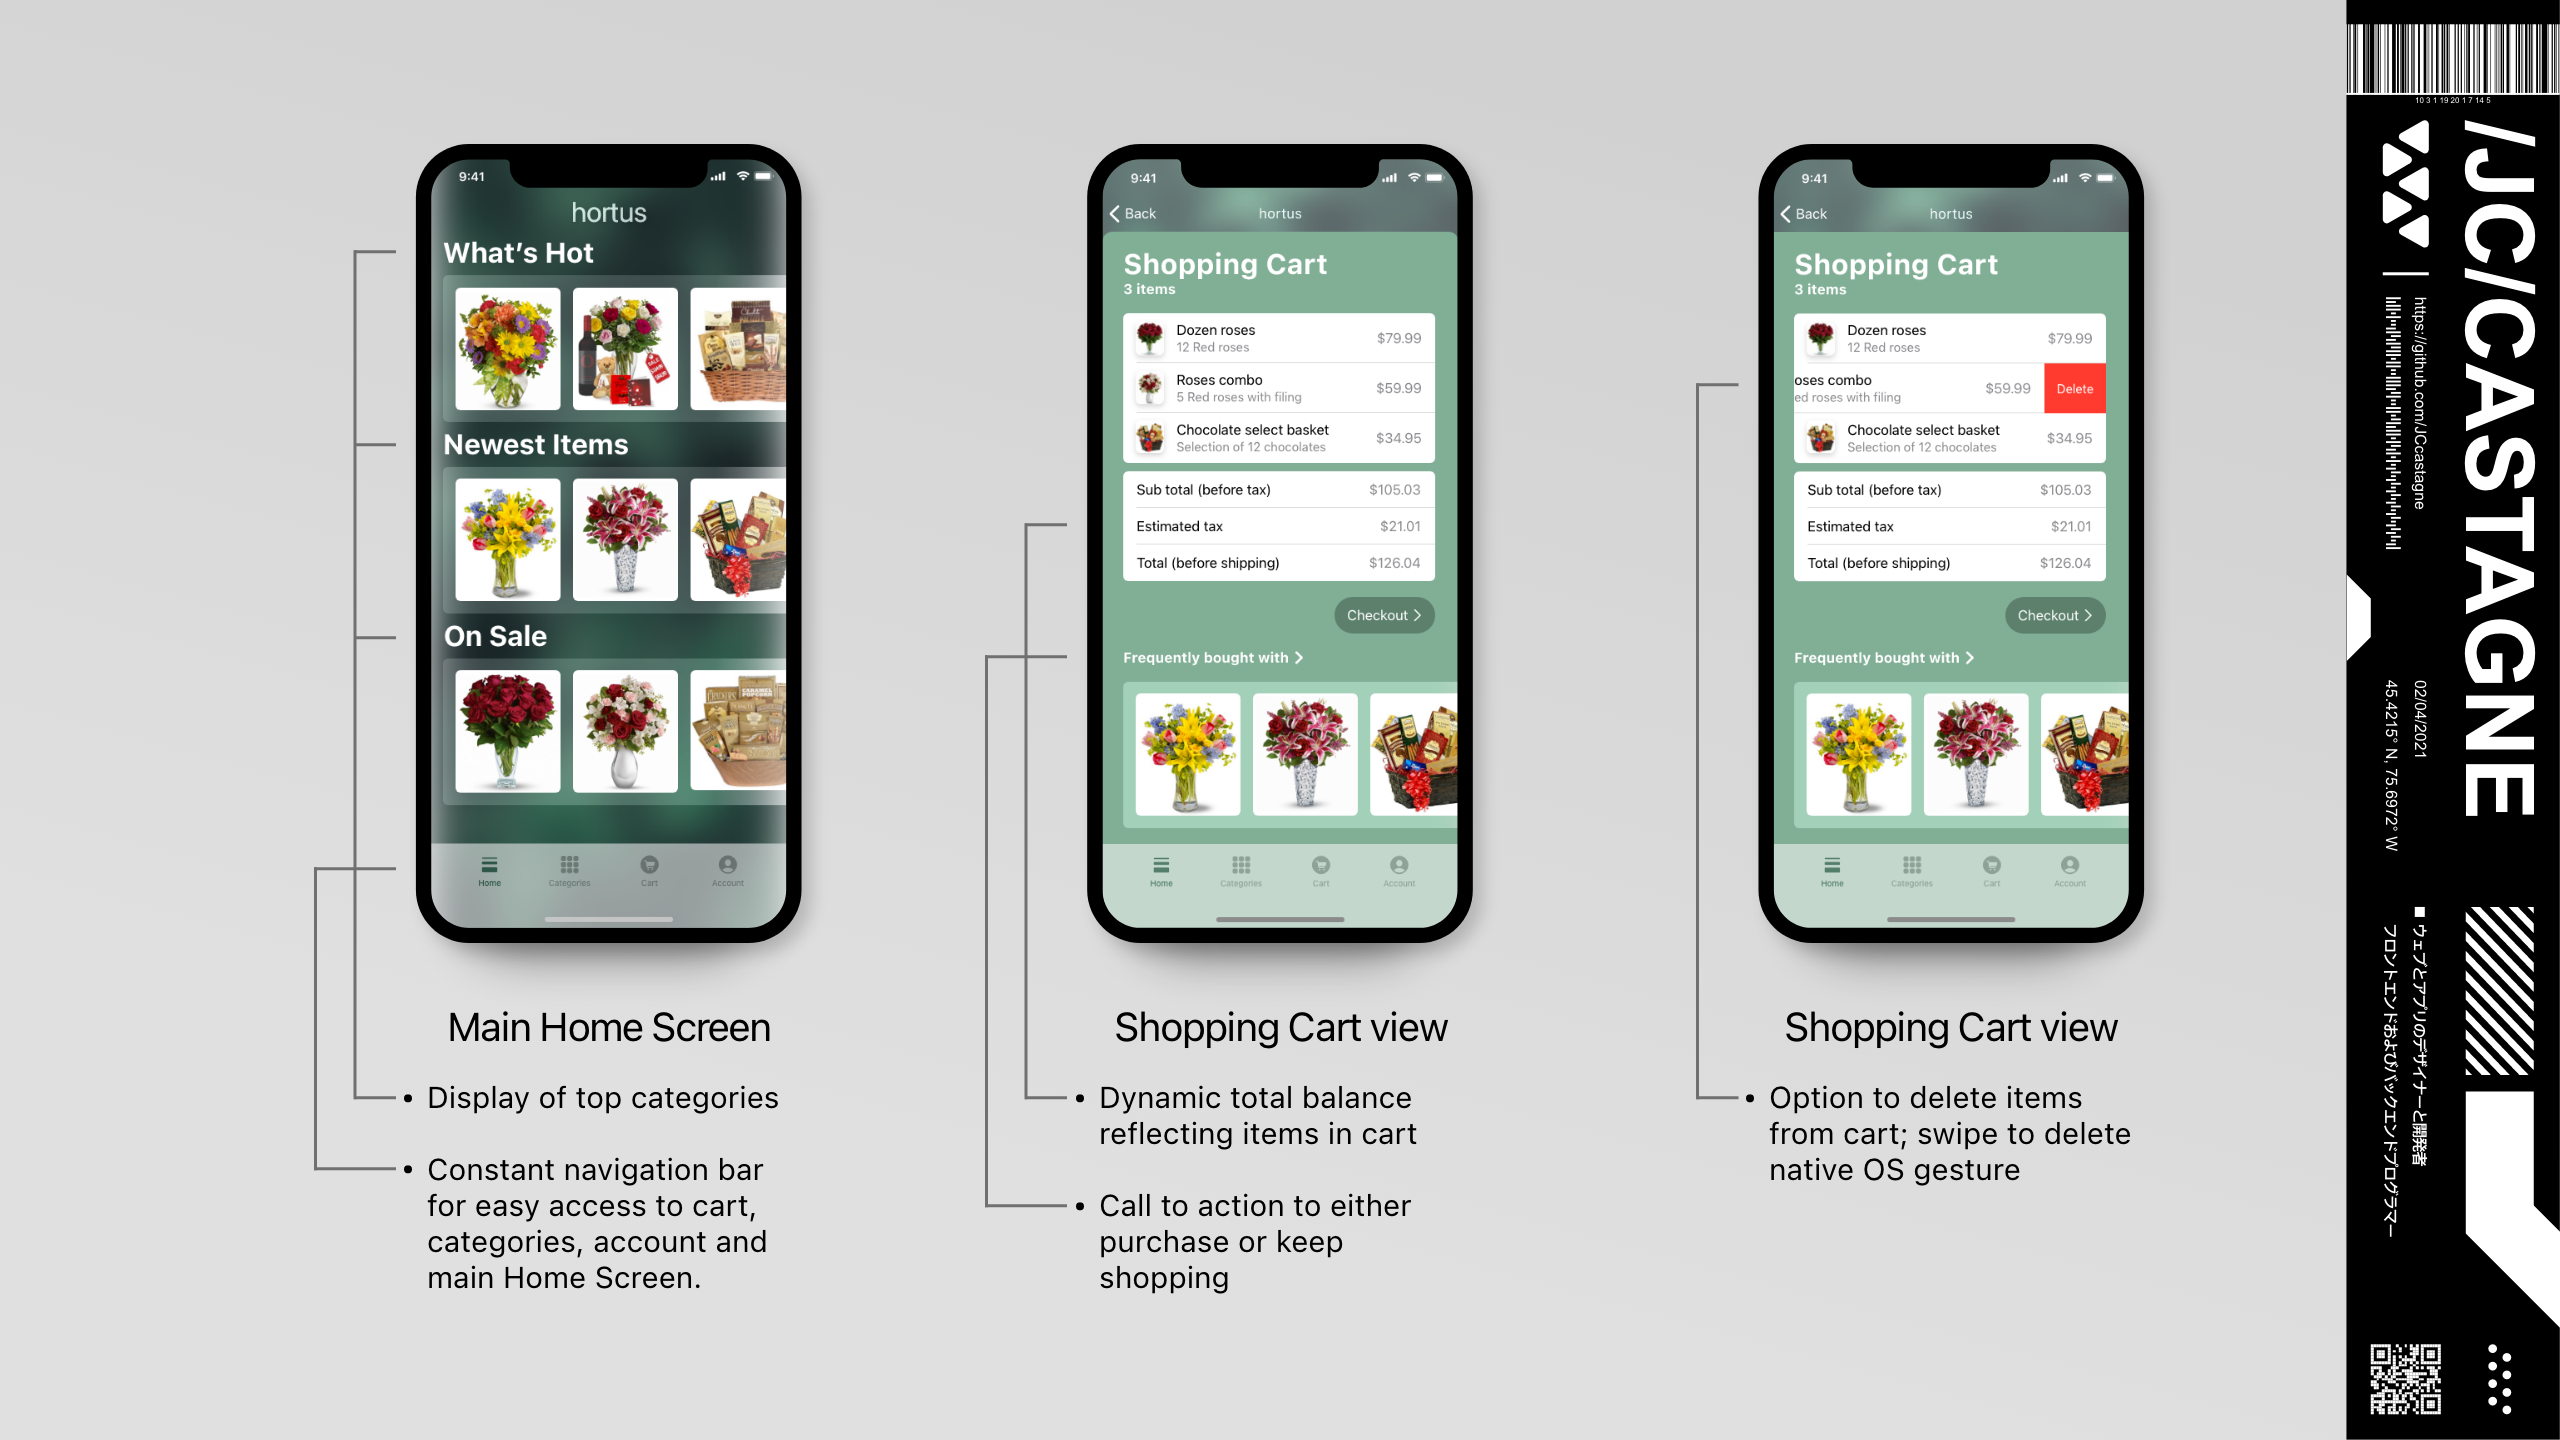 9:41
hortus
What's Hot
Newest Items
On Sale
Home
Categories
Cart
Account
Main Home Screen
• Display of top categories
• Constant navigation bar
for easy access to cart,
categories, account and
main Home Screen.
9:41
Back
hortus
Shopping Cart
3 items
Dozen roses
12 Red roses
$79.99
Roses combo
5 Red roses with filing
$59.99
Chocolate select basket
Selection of 12 chocolates
$34.95
Sub total (before tax) $105.03
Estimated tax $21.01
Total (before shipping) $126.04
Checkout
Frequently bought with
Home
Categories
Cart
Account
Shopping Cart view
• Dynamic total balance
reflecting items in cart
• Call to action to either
purchase or keep
shopping
9:41
Back
hortus
Shopping Cart
3 items
Dozen roses
12 Red roses
$79.99
oses combo
ed roses with filing
$59.99
Delete
Chocolate select basket
Selection of 12 chocolates
$34.95
Sub total (before tax) $105.03
Estimated tax $21.01
Total (before shipping) $126.04
Checkout
Frequently bought with
Home
Categories
Cart
Account
Shopping Cart view
• Option to delete items
from cart; swipe to delete
native OS gesture
10 3 1 19 20 1 7 14 5
/JC/CASTAGNE
https://github.com/JCcastagne
02/04/2021
45.4215° N, 75.6972° W
■ ウェブとアプリのデザイナーと開発者
フロントエンドおよびバックエンドプログラマー